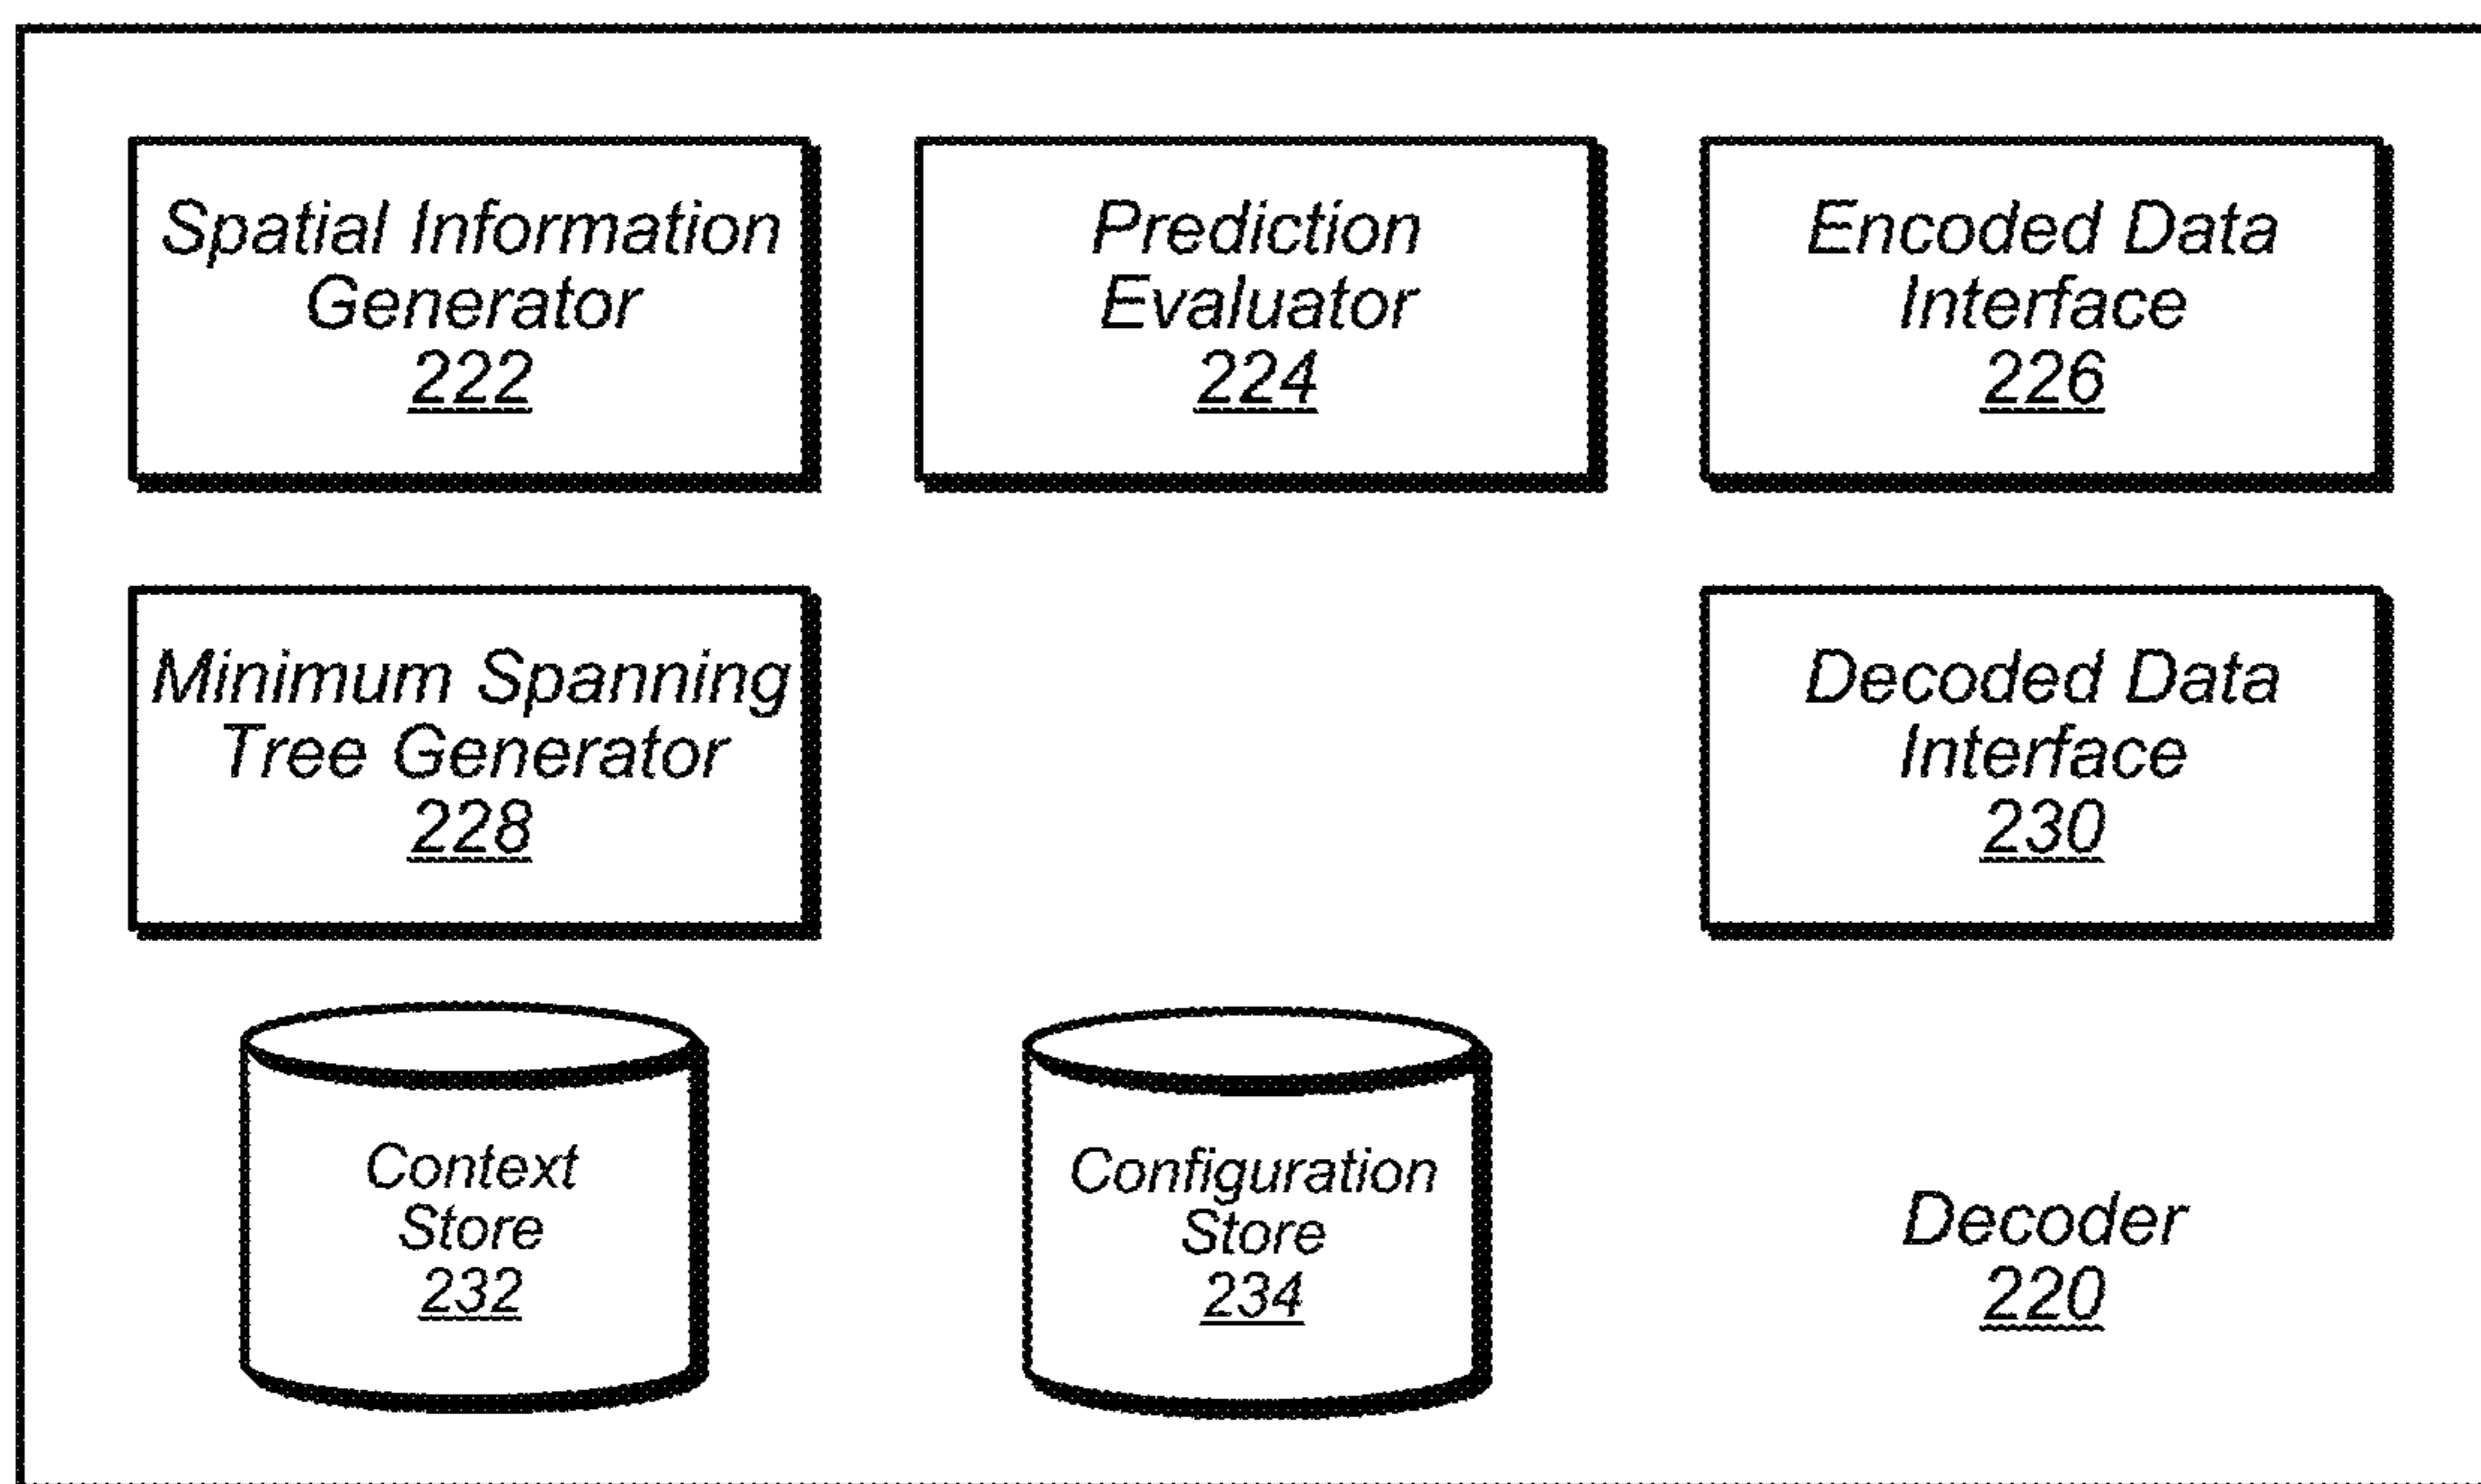 Spatial Information
Generator
222
Prediction
Evaluator
224
Encoded Data
Interface
226
Minimum Spanning
Tree Generator
228
Decoded Data
Interface
230
Context
Store
232
Configuration
Store
234
Decoder
220